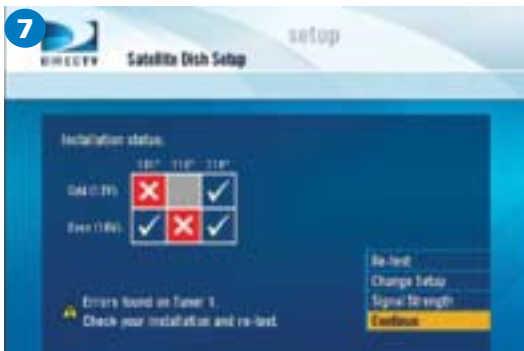 7
setup
DIRECTV
Satellite Dish Setup
Installation status:
101° 110° 119°
Odd (13V)
Even (18V)
Re-test
Change Setup
Signal Strength
Continue
Errors found on Tuner 1.
Check your installation and re-test.